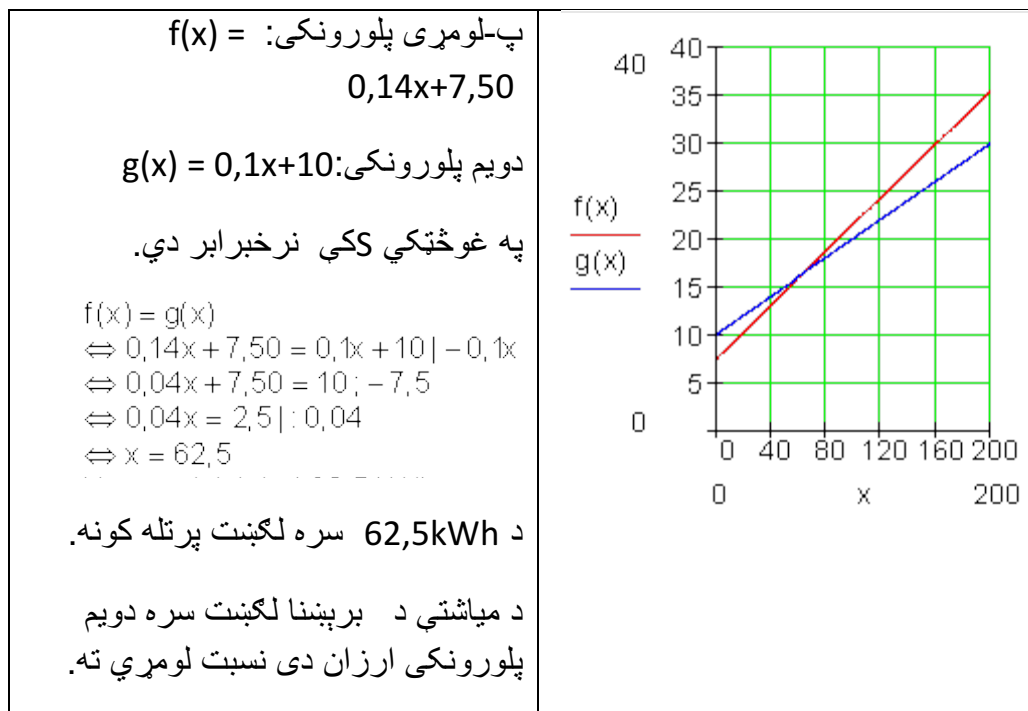 پ-لومړی پلورونکی: f(x) =
0,14x+7,50
دویم پلورونکی:g(x) = 0,1x+10
په غوڅټکي Sکې نرخبرابر دي.
f(x) = g(x)
⇔ 0,14x + 7,50 = 0,1x + 10 | – 0,1x
⇔ 0,04x + 7,50 = 10 ; – 7,5
⇔ 0,04x = 2,5 | : 0,04
⇔ x = 62,5
د 62,5kWh سره لګښت پرتله کونه.
د میاشتې د برېښنا لګښت سره دویم
پلورونکی ارزان دی نسبت لومړي ته.
40
40
35
30
25
20
15
10
5
f(x)
g(x)
0
0 40 80 120 160 200
0 x 200